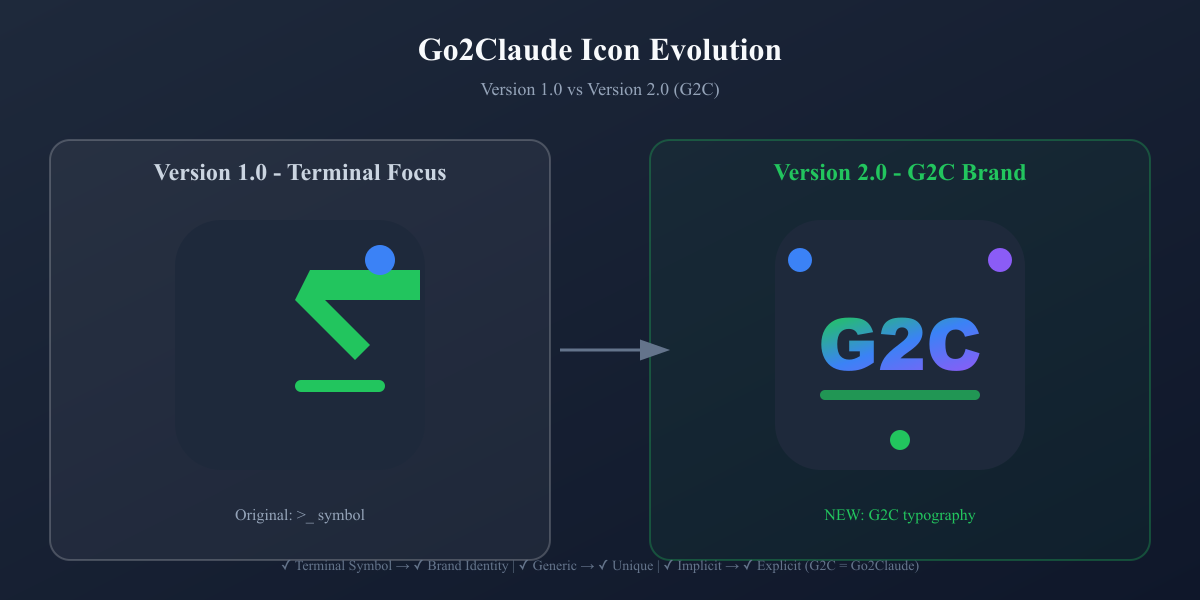 Go2Claude Icon Evolution
Version 1.0 vs Version 2.0 (G2C)
Version 1.0 - Terminal Focus
Original: >_ symbol
Version 2.0 - G2C Brand
G2C
NEW: G2C typography
✓ Terminal Symbol → ✓ Brand Identity | ✓ Generic → ✓ Unique | ✓ Implicit → ✓ Explicit (G2C = Go2Claude)